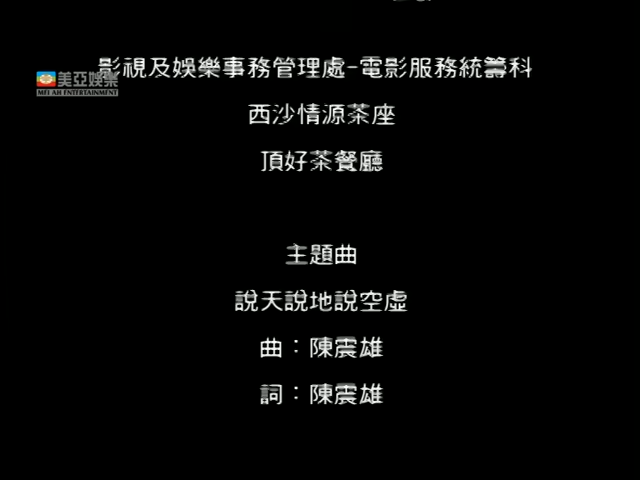 影視及娛樂事務管理處-電影服務統籌科
美亞娛樂
MEI AH ENTERTAINMENT
西沙情源茶座
頂好茶餐廳
主題曲
說天說地說空虛
曲：陳震雄
詞：陳震雄